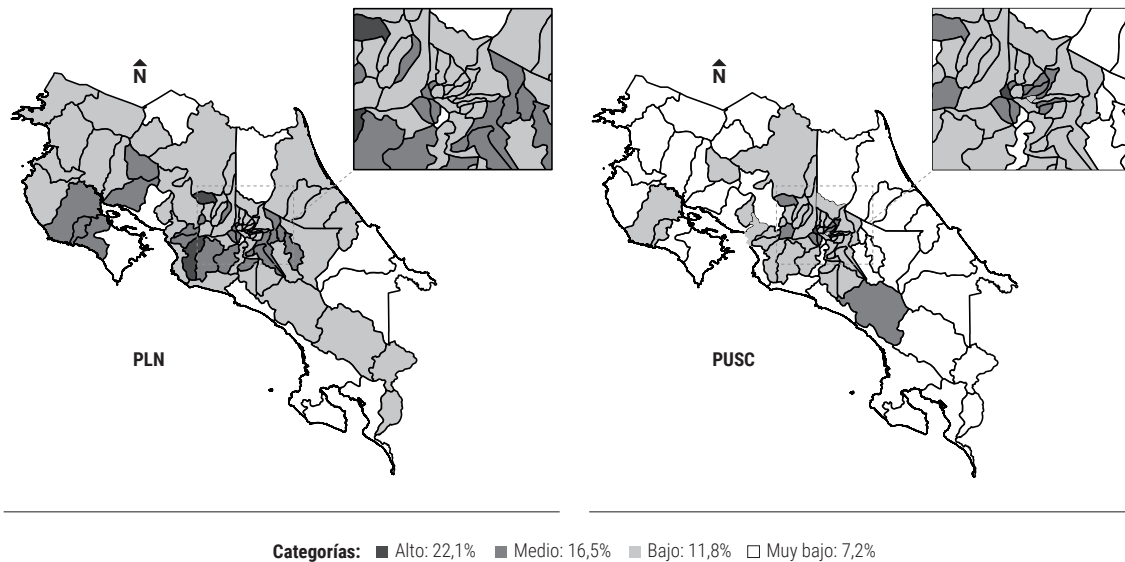 N
N
PLN
PUSC
Categorías: Alto: 22,1% Medio: 16,5% Bajo: 11,8% Muy bajo: 7,2%